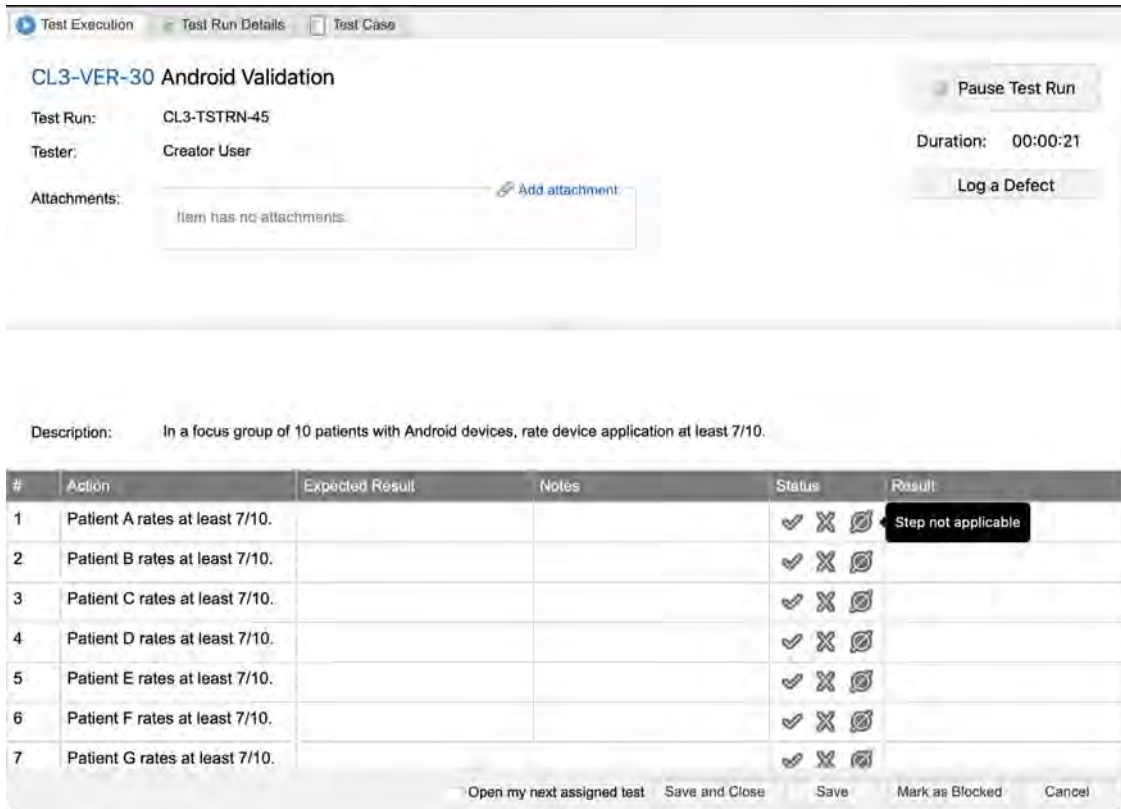 Test Execution Test Run Details Test Case
CL3-VER-30 Android Validation
Pause Test Run
Test Run: CL3-TSTRN-45
Tester: Creator User
Duration: 00:00:21
Attachments: Add attachment
Log a Defect
Item has no attachments.
Description: In a focus group of 10 patients with Android devices, rate device application at least 7/10.
# Action Expected Result Notes Status Result
1 Patient A rates at least 7/10. Step not applicable
2 Patient B rates at least 7/10.
3 Patient C rates at least 7/10.
4 Patient D rates at least 7/10.
5 Patient E rates at least 7/10.
6 Patient F rates at least 7/10.
7 Patient G rates at least 7/10.
Open my next assigned test Save and Close Save Mark as Blocked Cancel